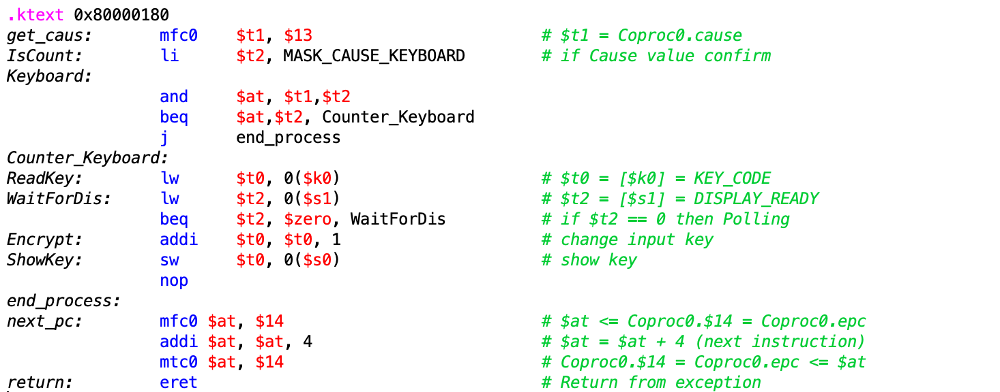 .ktext 0x80000180
get_caus: mfc0 $t1, $13 # $t1 = Coproc0.cause
IsCount: li $t2, MASK_CAUSE_KEYBOARD # if Cause value confirm
Keyboard:
and $at, $t1,$t2
beq $at,$t2, Counter_Keyboard
j end_process
Counter_Keyboard:
ReadKey: lw $t0, 0($k0) # $t0 = [$k0] = KEY_CODE
WaitForDis: lw $t2, 0($s1) # $t2 = [$s1] = DISPLAY_READY
beq $t2, $zero, WaitForDis # if $t2 == 0 then Polling
Encrypt: addi $t0, $t0, 1 # change input key
ShowKey: sw $t0, 0($s0) # show key
nop
end_process:
next_pc: mfc0 $at, $14 # $at <= Coproc0.$14 = Coproc0.epc
addi $at, $at, 4 # $at = $at + 4 (next instruction)
mtc0 $at, $14 # Coproc0.$14 = Coproc0.epc <= $at
return: eret # Return from exception